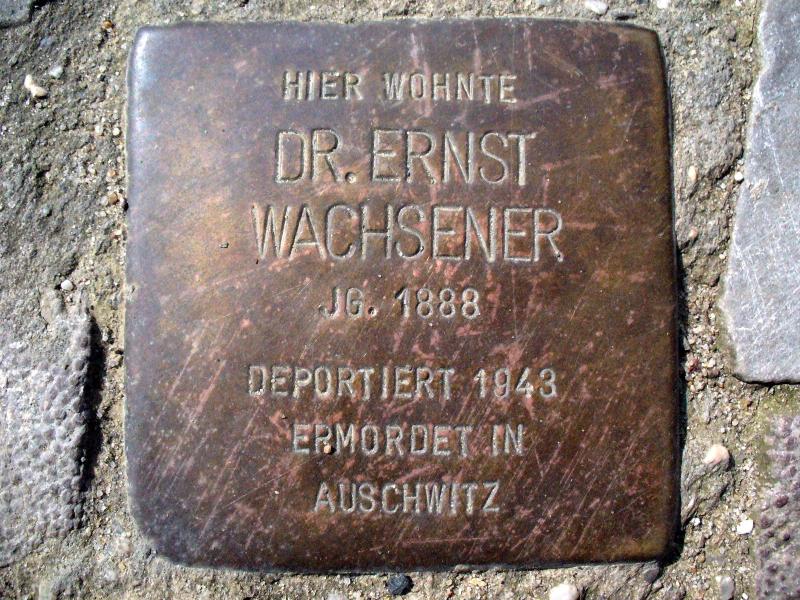 HIER WOHNTE
DR. ERNST
WACHSENER
JG. 1888
DEPORTIERT 1943
ERMORDET IN
AUSCHWITZ